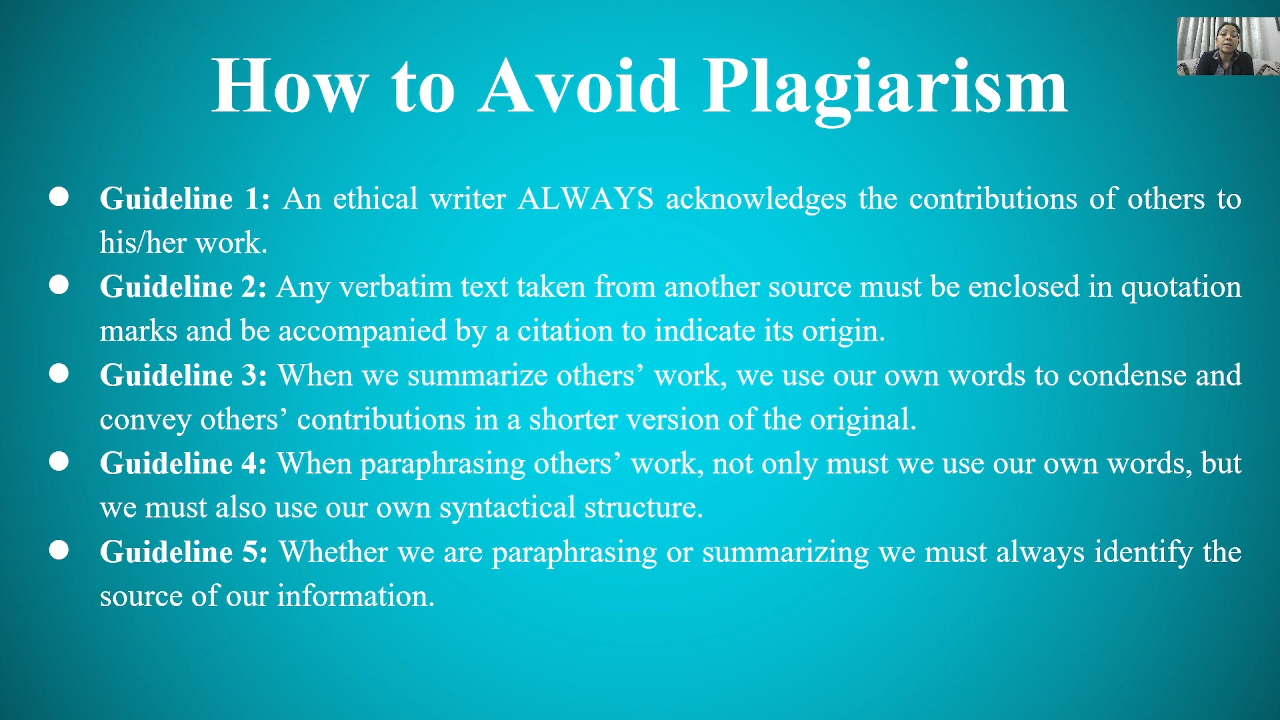 How to Avoid Plagiarism
● Guideline 1: An ethical writer ALWAYS acknowledges the contributions of others to
his/her work.
● Guideline 2: Any verbatim text taken from another source must be enclosed in quotation
marks and be accompanied by a citation to indicate its origin.
● Guideline 3: When we summarize others’ work, we use our own words to condense and
convey others’ contributions in a shorter version of the original.
● Guideline 4: When paraphrasing others’ work, not only must we use our own words, but
we must also use our own syntactical structure.
● Guideline 5: Whether we are paraphrasing or summarizing we must always identify the
source of our information.